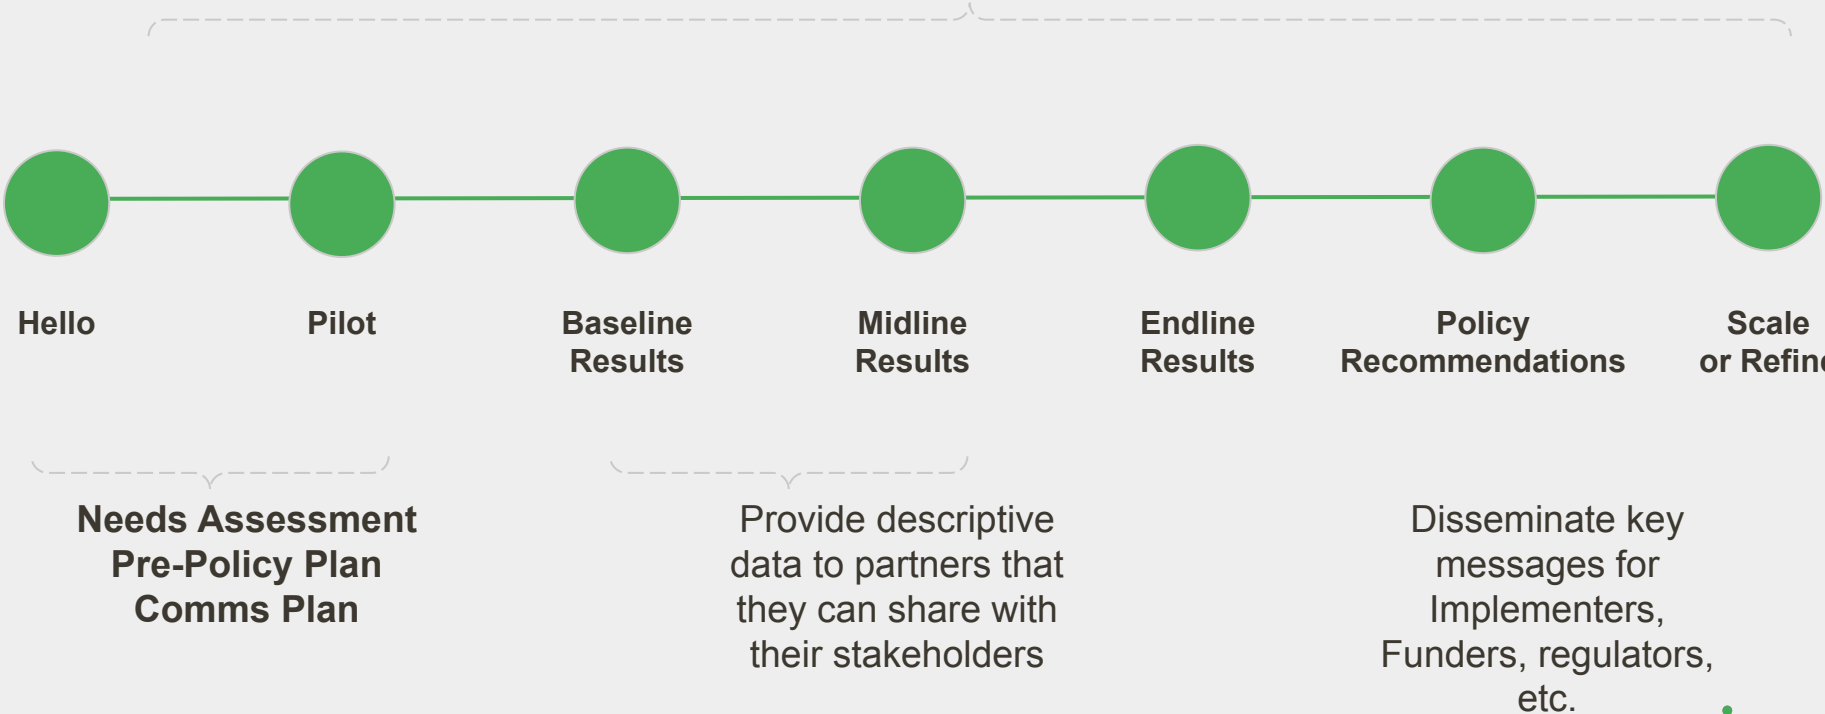 Hello
Pilot
Baseline
Results
Midline
Results
Endline
Results
Policy
Recommendations
Scale
or Refine
Needs Assessment
Pre-Policy Plan
Comms Plan
Provide descriptive
data to partners that
they can share with
their stakeholders
Disseminate key
messages for
Implementers,
Funders, regulators,
etc.